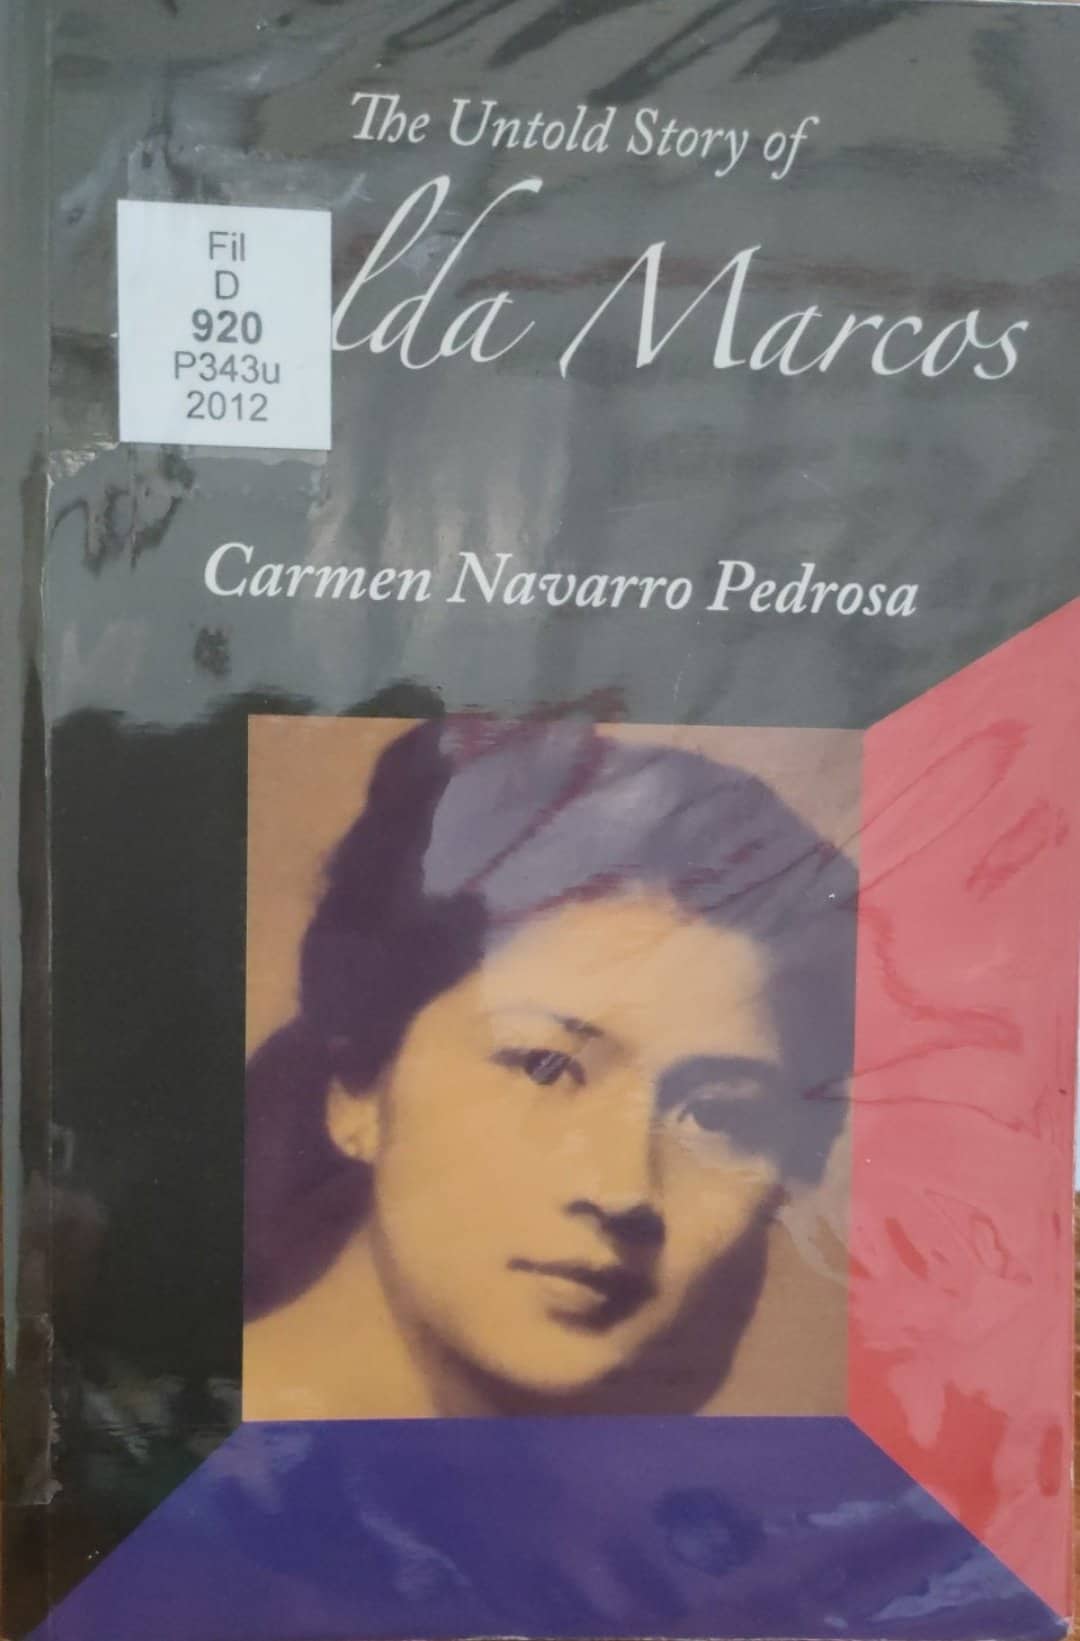 The Untold Story of
lda Marcos
Fil
D
920
P343u
2012
Carmen Navarro Pedrosa